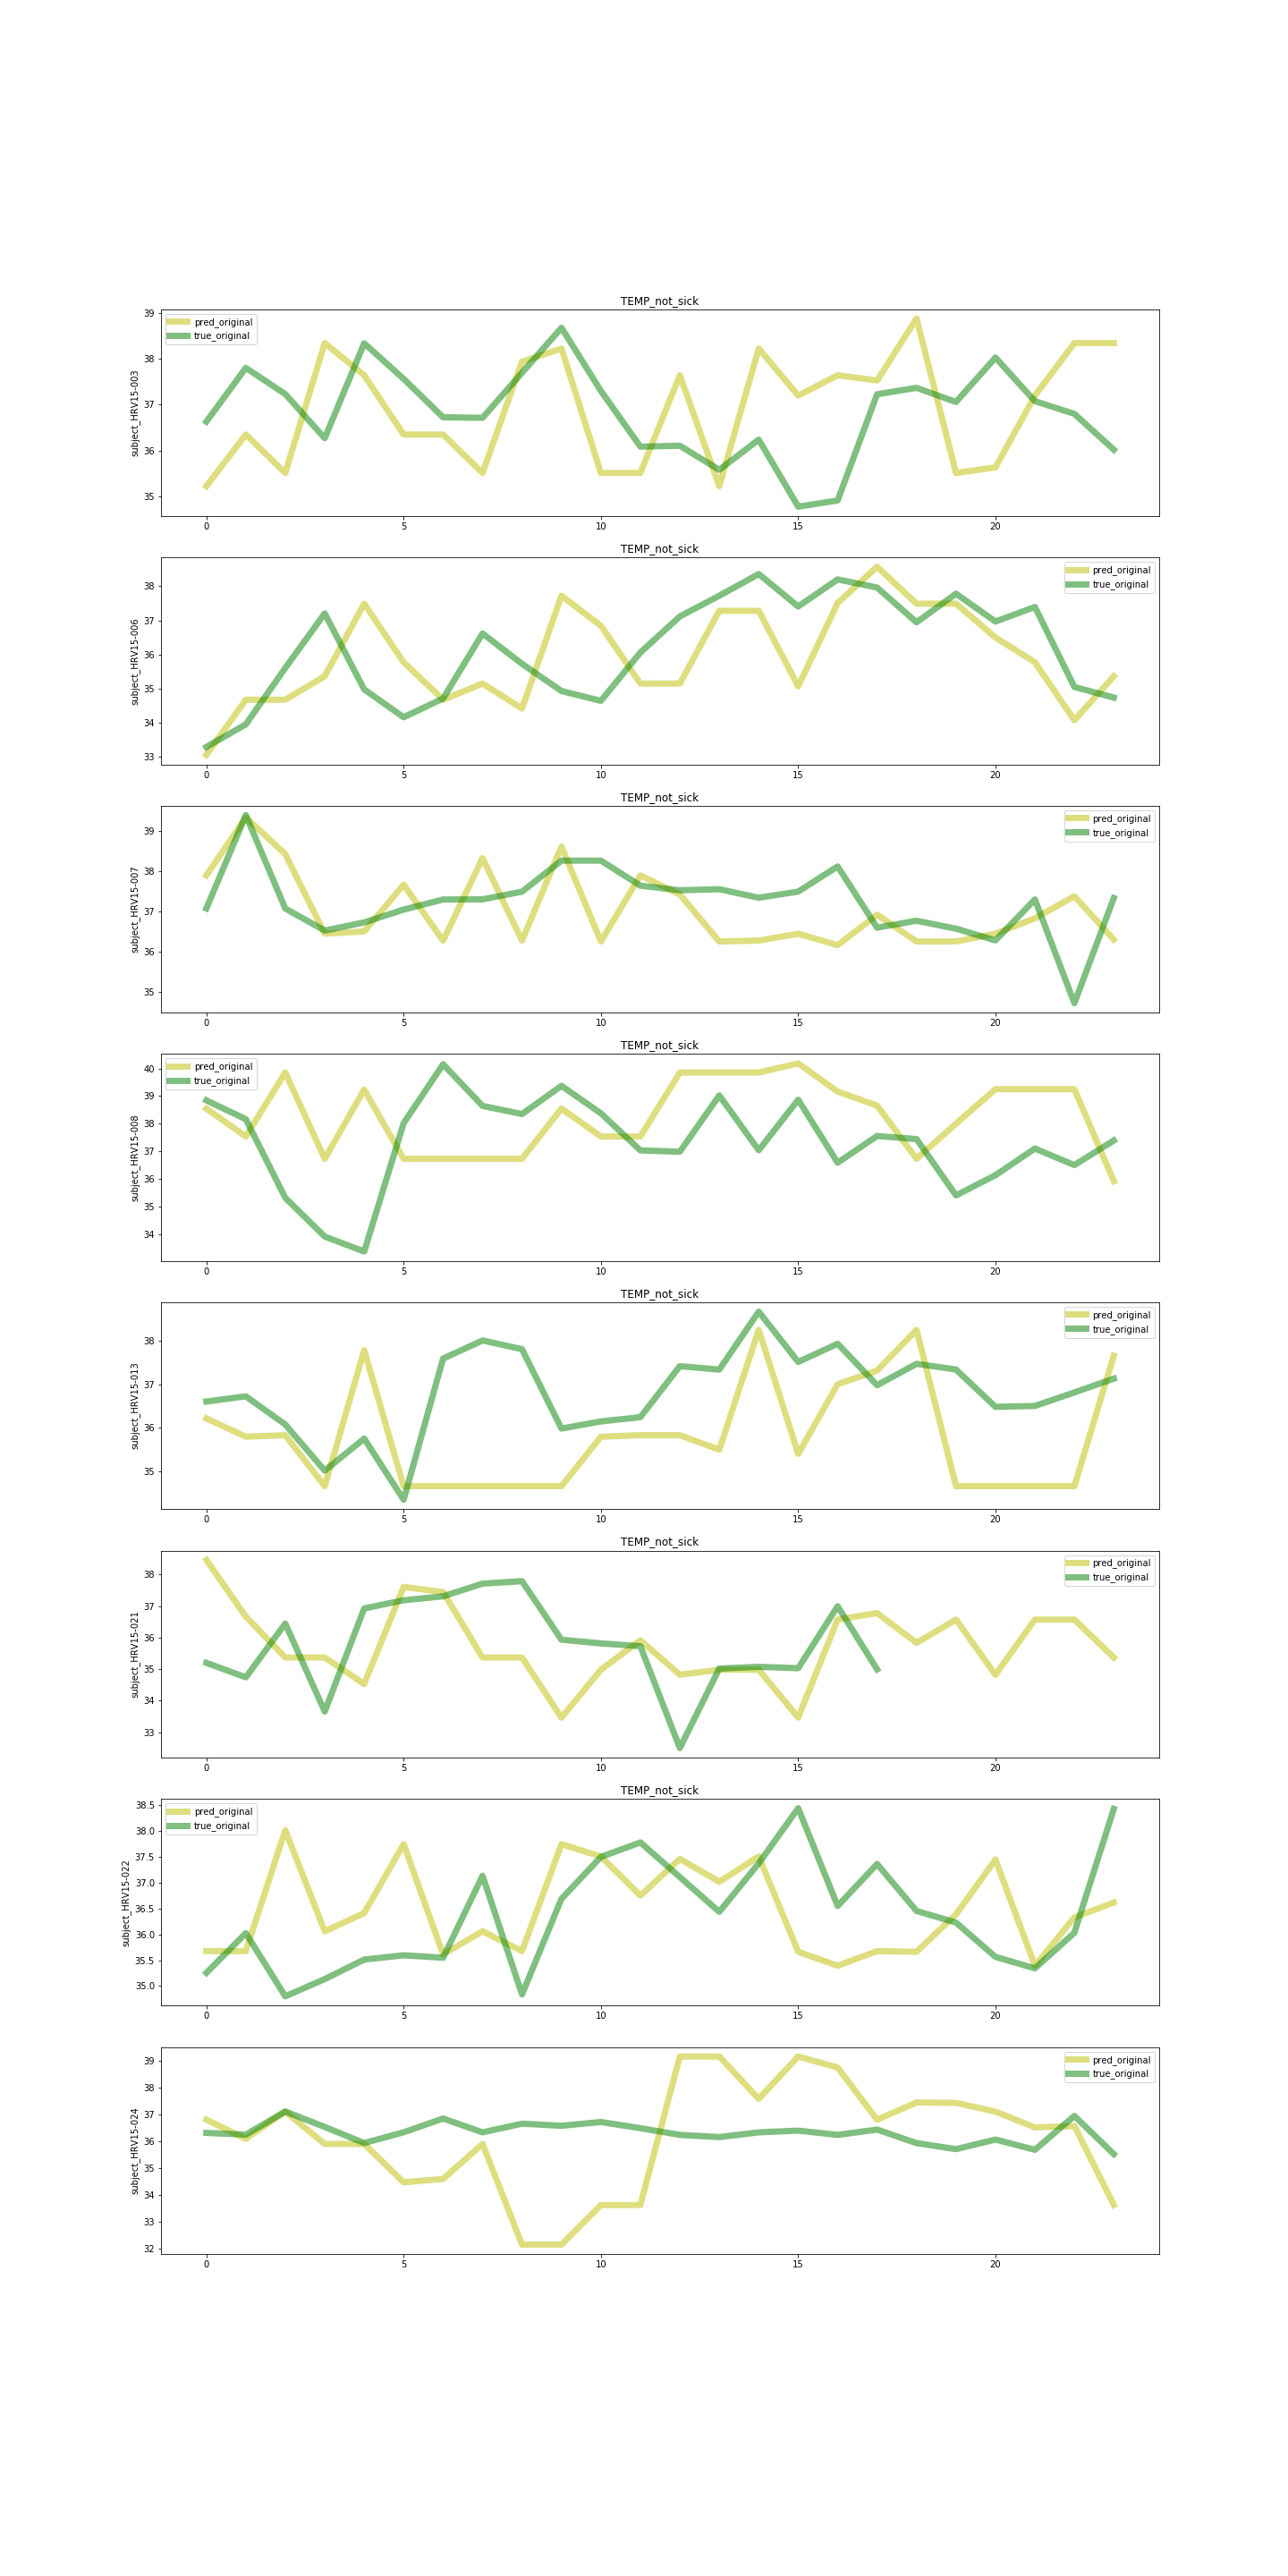 TEMP_not_sick
39
38
37
36
35
subject_HRV15-003
pred_original
true_original
0 5 10 15 20
TEMP_not_sick
38
37
36
35
34
33
subject_HRV15-006
pred_original
true_original
0 5 10 15 20
TEMP_not_sick
39
38
37
36
35
subject_HRV15-007
pred_original
true_original
0 5 10 15 20
TEMP_not_sick
40
39
38
37
36
35
34
subject_HRV15-008
pred_original
true_original
0 5 10 15 20
TEMP_not_sick
38
37
36
35
subject_HRV15-013
pred_original
true_original
0 5 10 15 20
TEMP_not_sick
38
37
36
35
34
33
subject_HRV15-021
pred_original
true_original
0 5 10 15 20
TEMP_not_sick
38.5
38.0
37.5
37.0
36.5
36.0
35.5
35.0
subject_HRV15-022
pred_original
true_original
0 5 10 15 20
39
38
37
36
35
34
33
32
subject_HRV15-024
pred_original
true_original
0 5 10 15 20